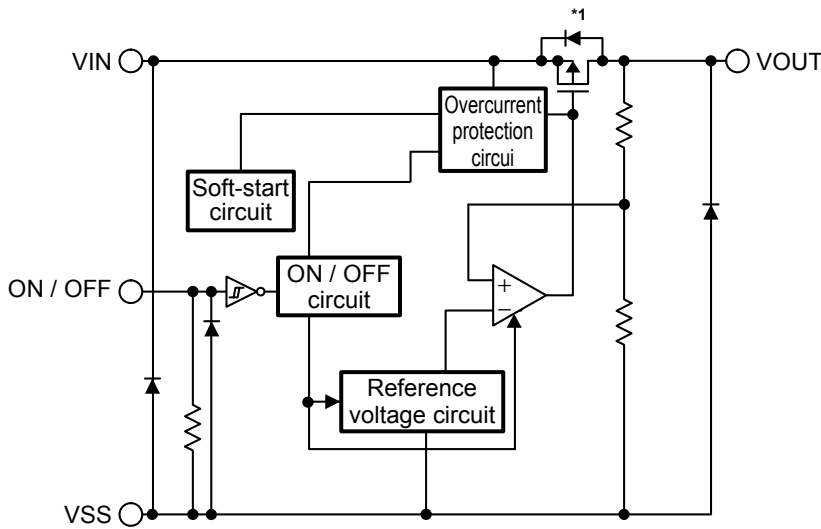 *1
VIN
VOUT
Overcurrent
protection
circui
Soft-start
circuit
ON / OFF
ON / OFF
circuit
+
−
Reference
voltage circuit
VSS